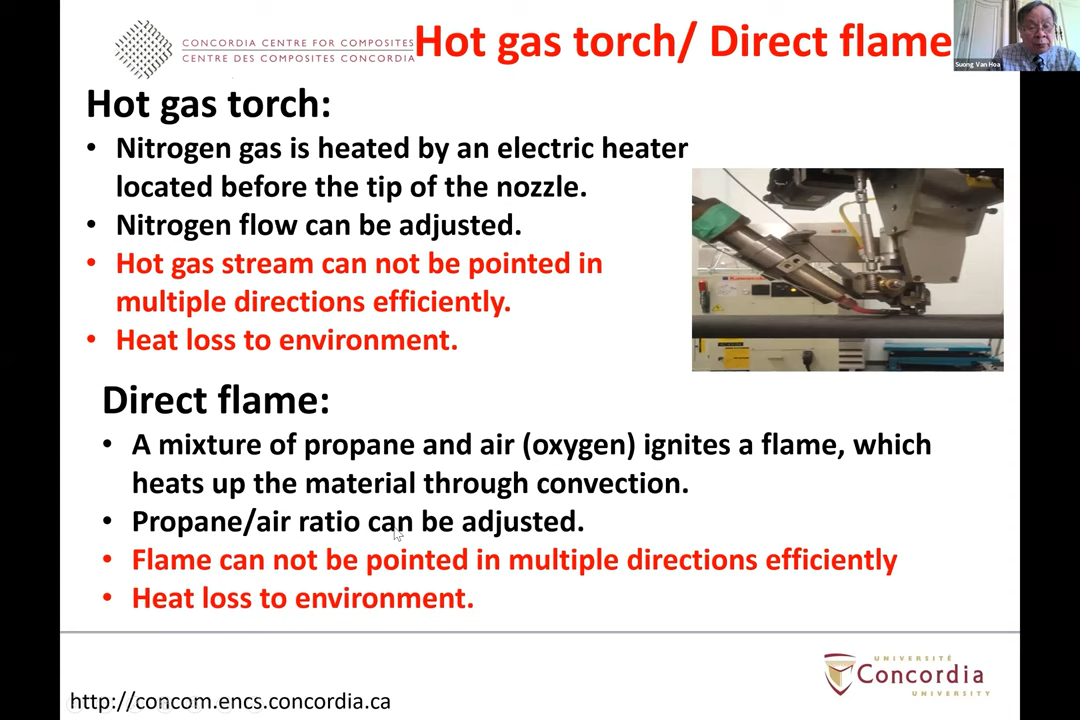 CONCORDIA CENTRE FOR COMPOSITES
CENTRE DES COMPOSITES CONCORDIA
Hot gas torch/ Direct flame
Suong Van Hoa
Hot gas torch:
• Nitrogen gas is heated by an electric heater
located before the tip of the nozzle.
• Nitrogen flow can be adjusted.
• Hot gas stream can not be pointed in
multiple directions efficiently.
• Heat loss to environment.
Direct flame:
• A mixture of propane and air (oxygen) ignites a flame, which
heats up the material through convection.
• Propane/air ratio can be adjusted.
• Flame can not be pointed in multiple directions efficiently
• Heat loss to environment.
UNIVERSITÉ
Concordia
UNIVERSITY
http://concom.encs.concordia.ca